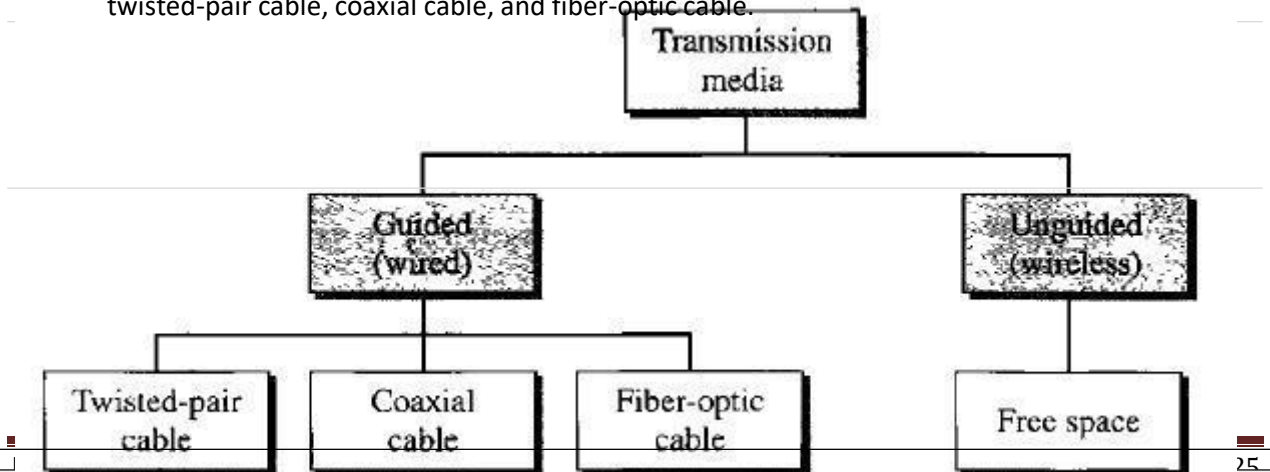 twisted-pair cable, coaxial cable, and fiber-optic cable.
Transmission
media
Guided
(wired)
Unguided
(wireless)
Twisted-pair
cable
Coaxial
cable
Fiber-optic
cable
Free space
25